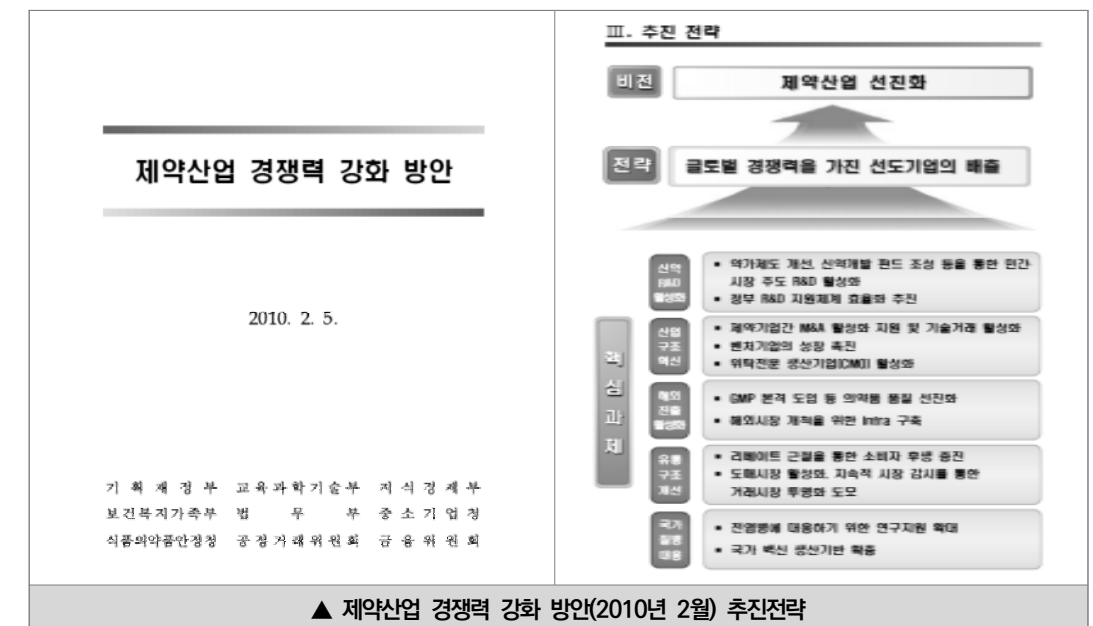 제약산업 경쟁력 강화 방안
2010. 2. 5.
기 획 재 정 부 교육과학기술부 지 식 경 제 부
보건복지가족부 법 무 부 중 소 기 업 청
식품의약품안정청 공정거래위원회 금 융 위 원 회
Ⅲ. 추진 전략
비전
제약산업 선진화
전략
글로벌 경쟁력을 가진 선도기업의 배출
핵심과제
신약
R&D
활성화
▪ 약가제도 개선, 신약개발 펀드 조성 등을 통한 민간·
시장 주도 R&D 활성화
▪ 정부 R&D 지원체계 효율화 추진
산업
구조
혁신
▪ 제약기업간 M&A 활성화 지원 및 기술거래 활성화
▪ 벤처기업의 성장 촉진
▪ 위탁전문 생산기업(CMO) 활성화
해외
진출
활성화
▪ GMP 본격 도입 등 의약품 품질 선진화
▪ 해외시장 개척을 위한 Intra 구축
유통
구조
개선
▪ 리베이트 근절을 통한 소비자 후생 증진
▪ 도매시장 활성화, 지속적 시장 감시를 통한
거래시장 투명화 도모
국가
질병
대응
▪ 전염병에 대응하기 위한 연구지원 확대
▪ 국가 백신 생산기반 확충
▲ 제약산업 경쟁력 강화 방안(2010년 2월) 추진전략